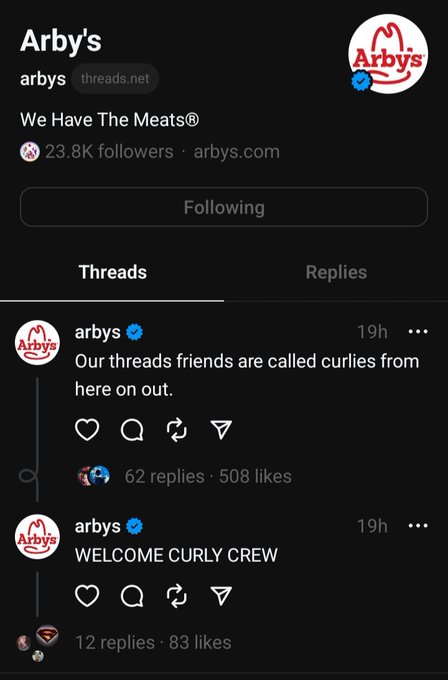 Arby's
arbys threads.net
Arby's
We Have The Meats®
23.8K followers · arbys.com
Following
Threads Replies
Arby's
arbys 19h
Our threads friends are called curlies from
here on out.
62 replies · 508 likes
Arby's
arbys 19h
WELCOME CURLY CREW
12 replies · 83 likes